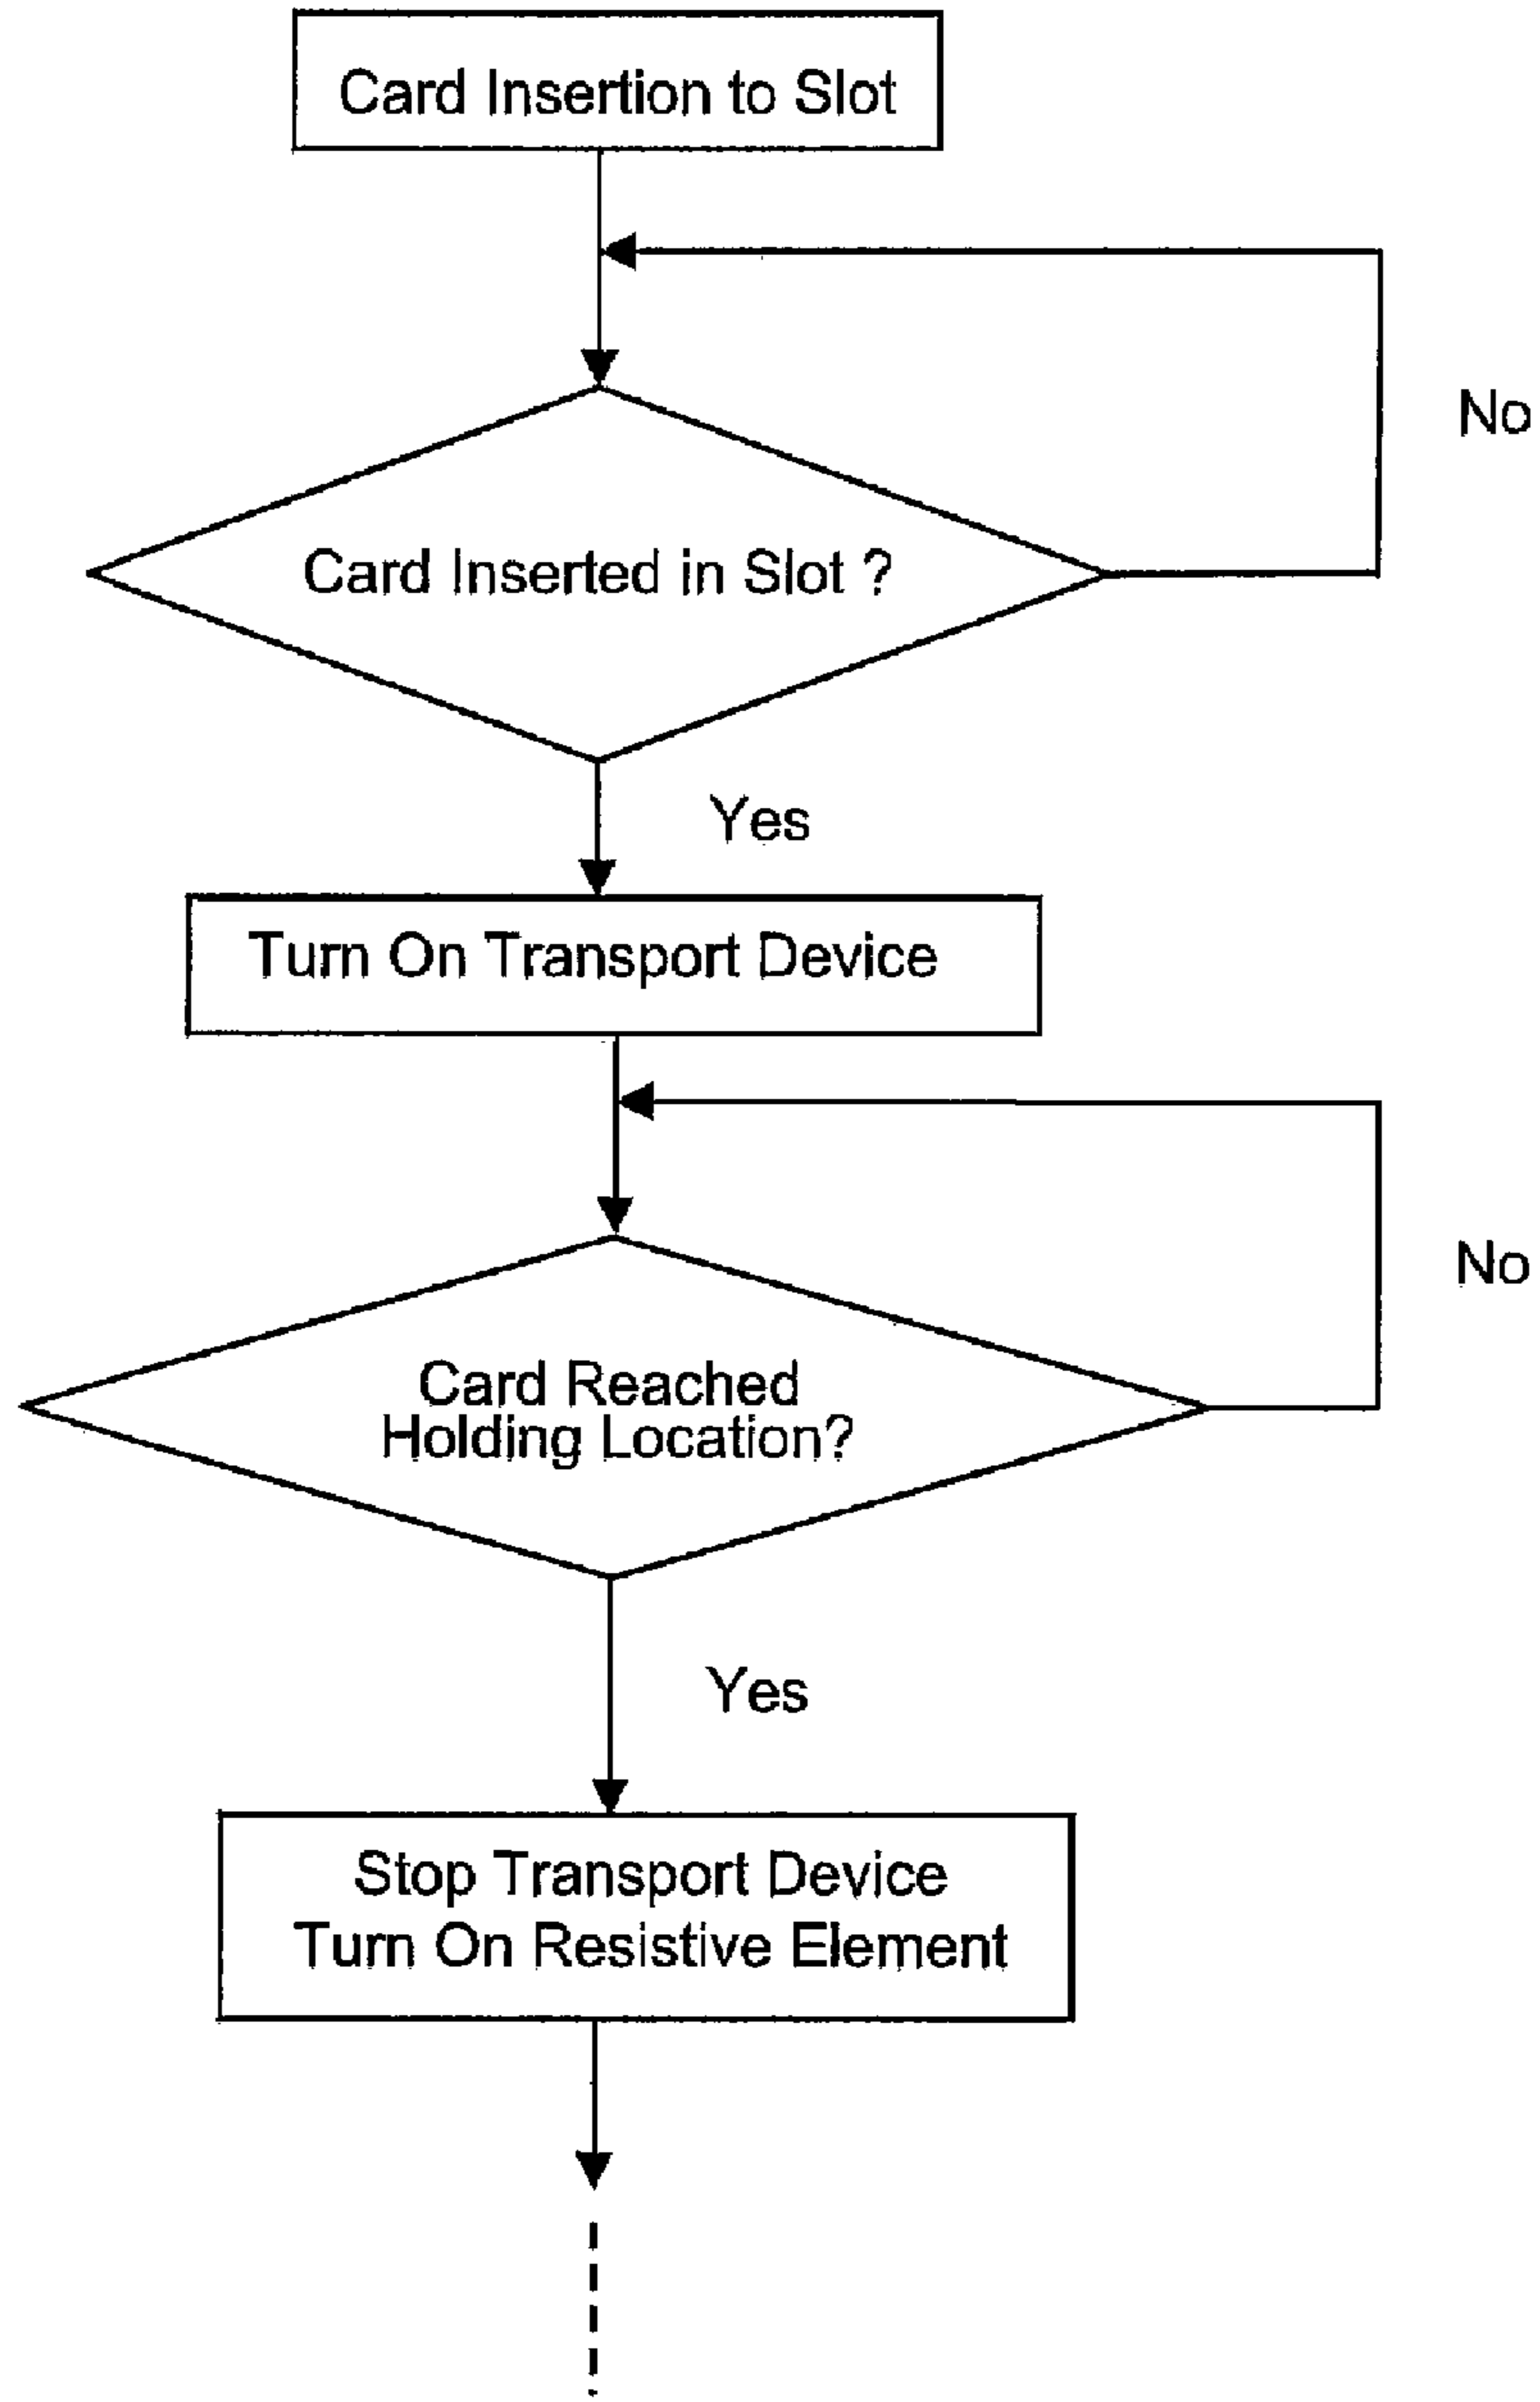 Card Insertion to Slot
No
Card Inserted in Slot ?
Yes
Turn On Transport Device
No
Card Reached
Holding Location?
Yes
Stop Transport Device
Turn On Resistive Element